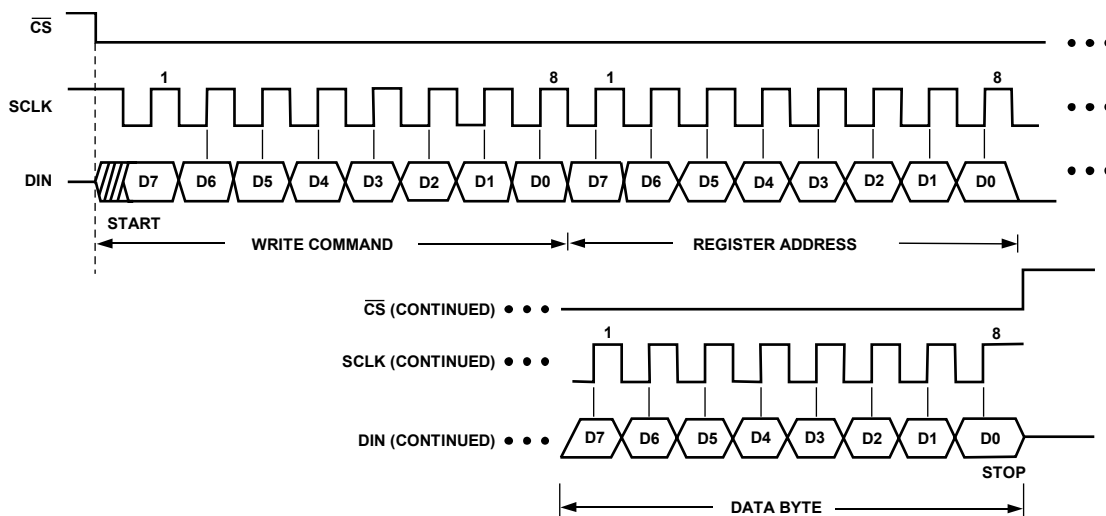 CS
1 8 1 8
SCLK
DIN D7 D6 D5 D4 D3 D2 D1 D0 D7 D6 D5 D4 D3 D2 D1 D0
START
WRITE COMMAND REGISTER ADDRESS
CS (CONTINUED)
1 8
SCLK (CONTINUED)
DIN (CONTINUED) D7 D6 D5 D4 D3 D2 D1 D0
STOP
DATA BYTE